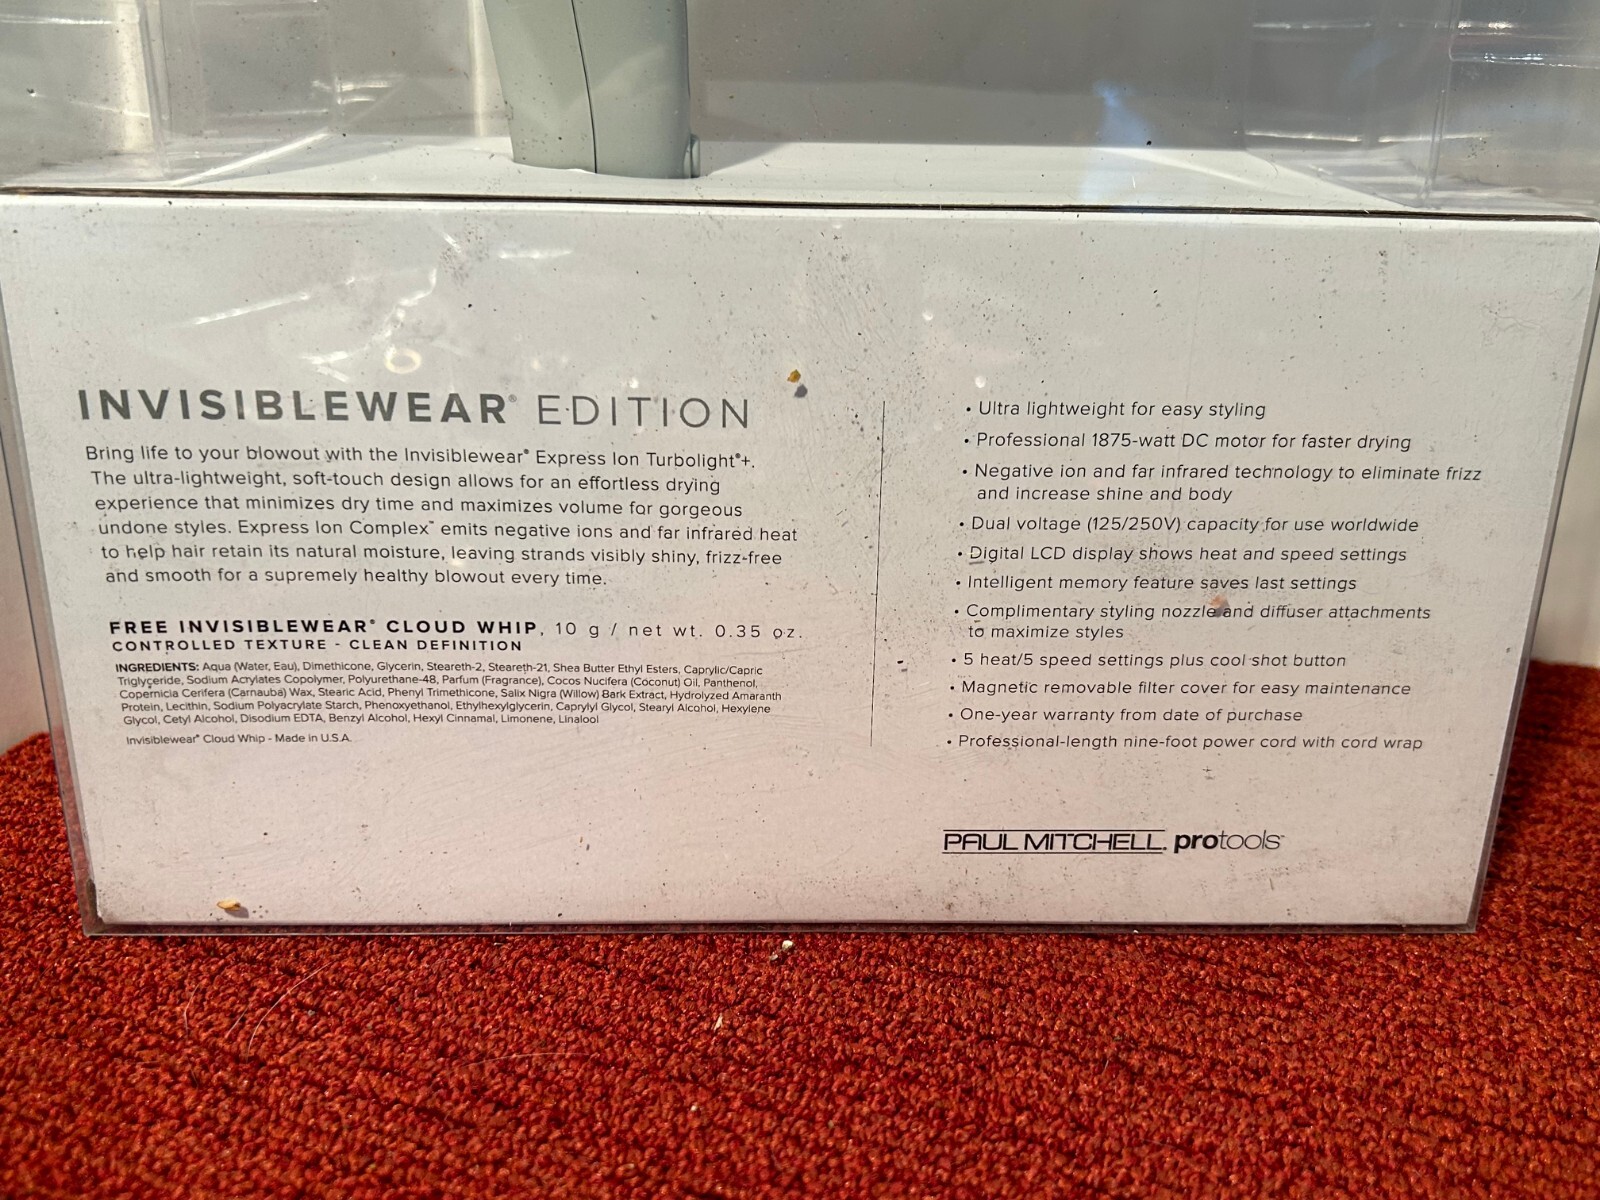 INVISIBLEWEAR® EDITION
Bring life to your blowout with the Invisiblewear® Express Ion Turbolight®+.
The ultra-lightweight, soft-touch design allows for an effortless drying
experience that minimizes dry time and maximizes volume for gorgeous
undone styles. Express Ion Complex™ emits negative ions and far infrared heat
to help hair retain its natural moisture, leaving strands visibly shiny, frizz-free
and smooth for a supremely healthy blowout every time.
FREE INVISIBLEWEAR® CLOUD WHIP, 10 g / net wt. 0.35 oz.
CONTROLLED TEXTURE - CLEAN DEFINITION
INGREDIENTS: Aqua (Water, Eau), Dimethicone, Glycerin, Steareth-2, Steareth-21, Shea Butter Ethyl Esters, Caprylic/Capric
Triglyceride, Sodium Acrylates Copolymer, Polyurethane-48, Parfum (Fragrance), Cocos Nucifera (Coconut) Oil, Panthenol,
Copernicia Cerifera (Carnauba) Wax, Stearic Acid, Phenyl Trimethicone, Salix Nigra (Willow) Bark Extract, Hydrolyzed Amaranth
Protein, Lecithin, Sodium Polyacrylate Starch, Phenoxyethanol, Ethylhexylglycerin, Caprylyl Glycol, Stearyl Alcohol, Hexylene
Glycol, Cetyl Alcohol, Disodium EDTA, Benzyl Alcohol, Hexyl Cinnamal, Limonene, Linalool
Invisiblewear® Cloud Whip - Made in U.S.A.
• Ultra lightweight for easy styling
• Professional 1875-watt DC motor for faster drying
• Negative ion and far infrared technology to eliminate frizz
and increase shine and body
• Dual voltage (125/250V) capacity for use worldwide
• Digital LCD display shows heat and speed settings
• Intelligent memory feature saves last settings
• Complimentary styling nozzle and diffuser attachments
to maximize styles
• 5 heat/5 speed settings plus cool shot button
• Magnetic removable filter cover for easy maintenance
• One-year warranty from date of purchase
• Professional-length nine-foot power cord with cord wrap
PAUL MITCHELL. protools™